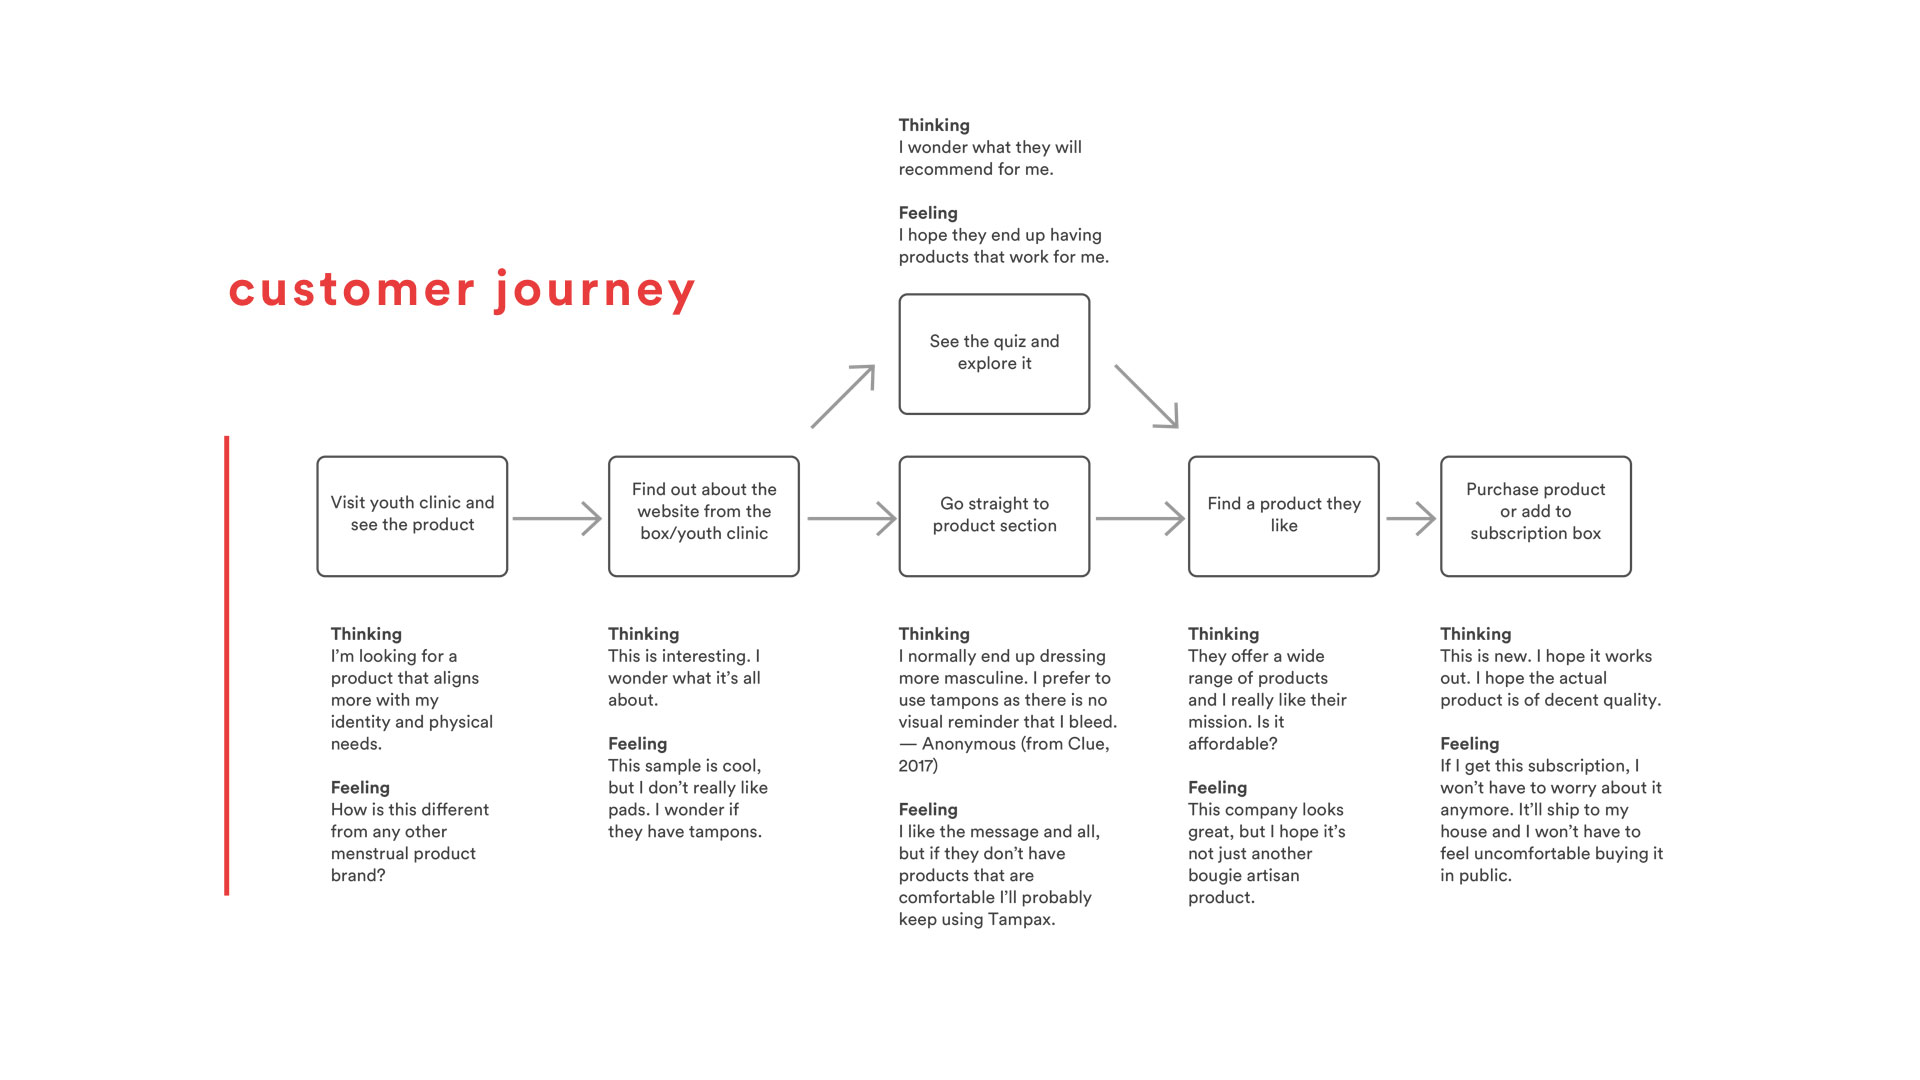 customer journey
Thinking
I wonder what they will
recommend for me.
Feeling
I hope they end up having
products that work for me.
See the quiz and
explore it
Visit youth clinic and
see the product
Find out about the
website from the
box/youth clinic
Go straight to
product section
Find a product they
like
Purchase product
or add to
subscription box
Thinking
I’m looking for a
product that aligns
more with my
identity and physical
needs.
Feeling
How is this different
from any other
menstrual product
brand?
Thinking
This is interesting. I
wonder what it’s all
about.
Feeling
This sample is cool,
but I don’t really like
pads. I wonder if
they have tampons.
Thinking
I normally end up dressing
more masculine. I prefer to
use tampons as there is no
visual reminder that I bleed.
— Anonymous (from Clue,
2017)
Feeling
I like the message and all,
but if they don’t have
products that are
comfortable I’ll probably
keep using Tampax.
Thinking
They offer a wide
range of products
and I really like their
mission. Is it
affordable?
Feeling
This company looks
great, but I hope it’s
not just another
bougie artisan
product.
Thinking
This is new. I hope it works
out. I hope the actual
product is of decent quality.
Feeling
If I get this subscription, I
won’t have to worry about it
anymore. It’ll ship to my
house and I won’t have to
feel uncomfortable buying it
in public.